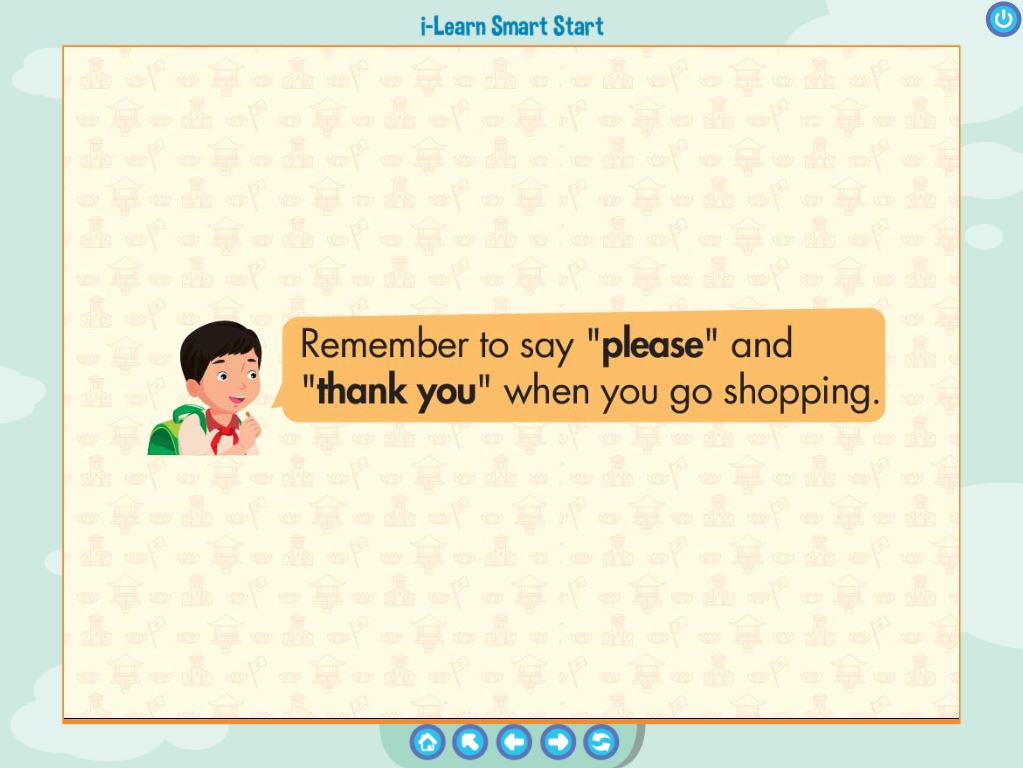 i-Learn Smart Start
Remember to say "please" and
"thank you" when you go shopping.